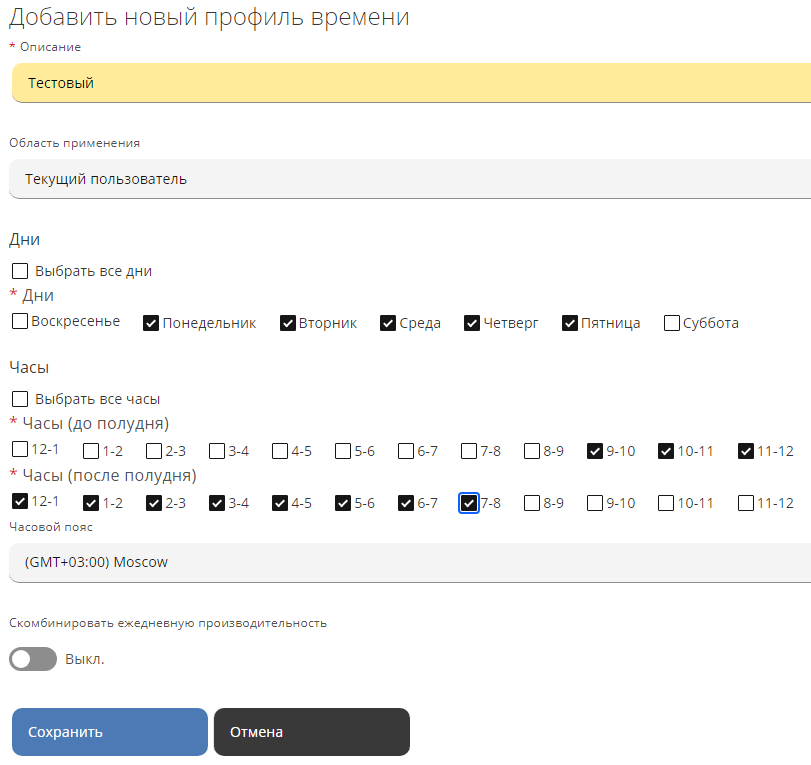 Добавить новый профиль времени
* Описание
Тестовый
Область применения
Текущий пользователь
Дни
Выбрать все дни
* Дни
Воскресенье Понедельник Вторник Среда Четверг Пятница Суббота
Часы
Выбрать все часы
* Часы (до полудня)
12-1 1-2 2-3 3-4 4-5 5-6 6-7 7-8 8-9 9-10 10-11 11-12
* Часы (после полудня)
12-1 1-2 2-3 3-4 4-5 5-6 6-7 7-8 8-9 9-10 10-11 11-12
Часовой пояс
(GMT+03:00) Moscow
Скомбинировать ежедневную производительность
Выкл.
Сохранить Отмена